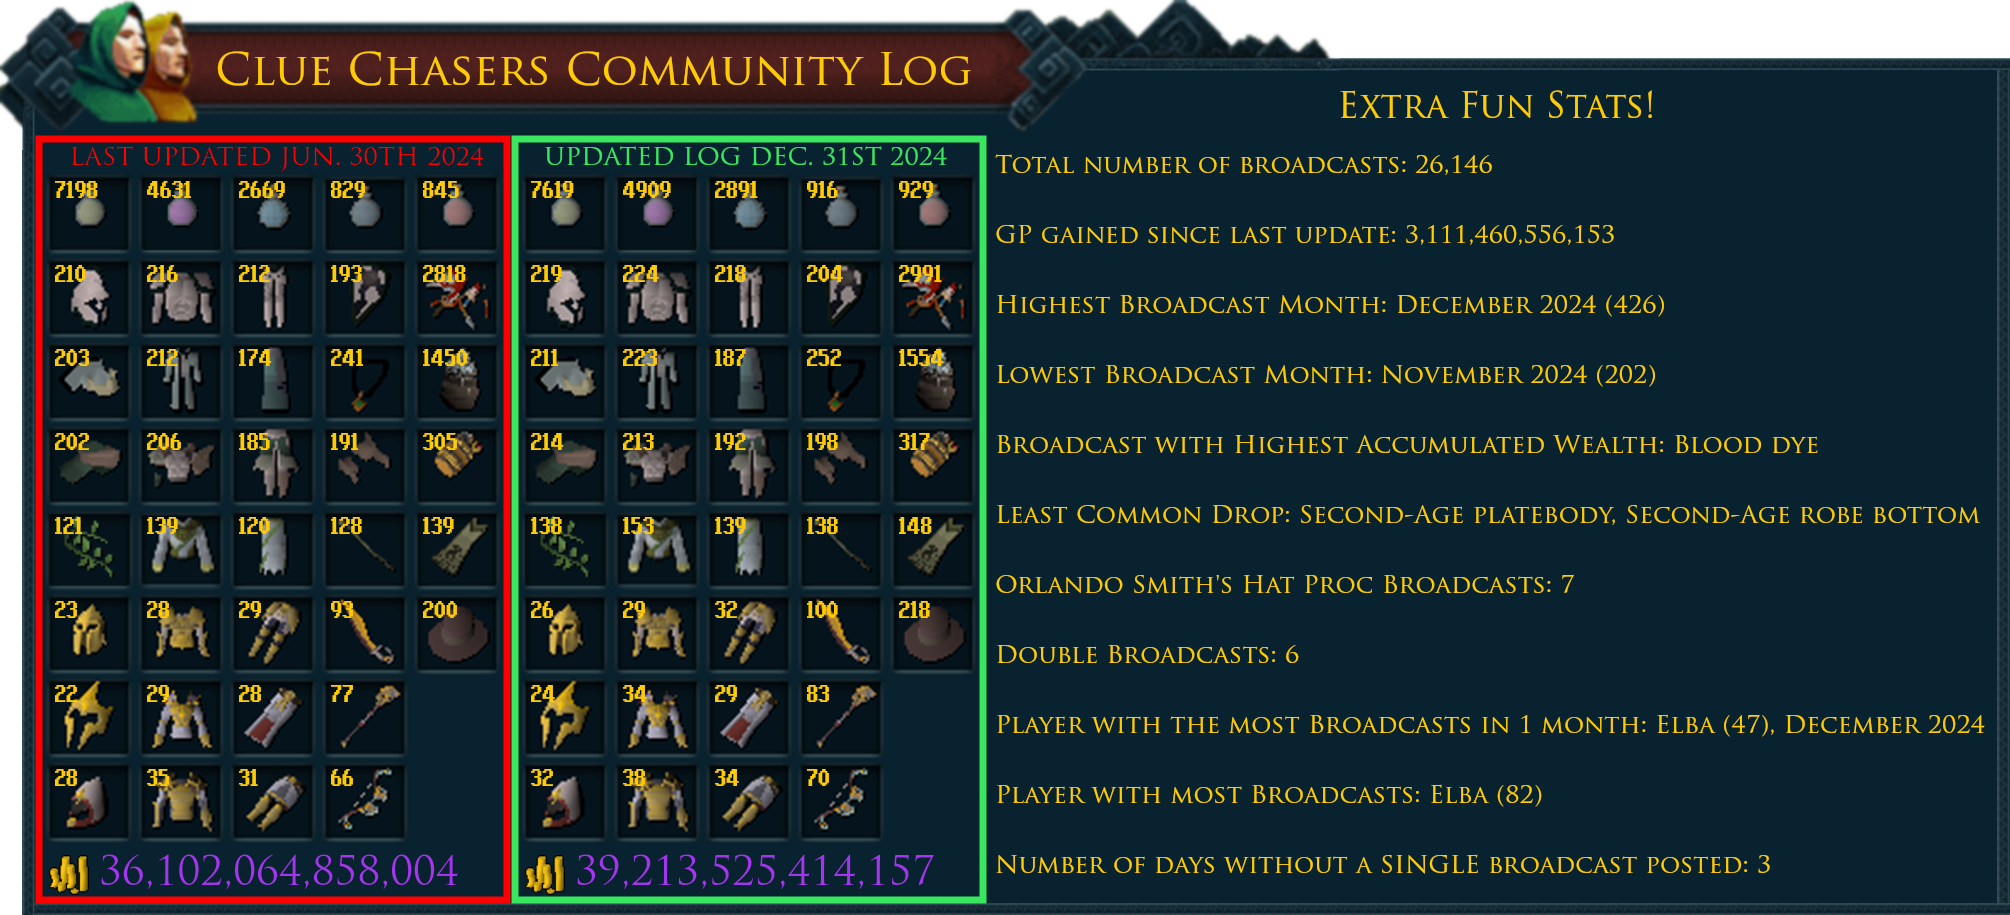 Clue Chasers Community Log
Last Updated Jun. 30th 2024
7198 4631 2669 829 845
210 216 212 193 2818
203 212 174 241 1450
202 206 185 191 305
121 139 120 128 139
23 28 29 93 200
22 29 28 77
28 35 31 66
36,102,064,858,004
Updated Log Dec. 31st 2024
7619 4909 2891 916 929
219 224 218 204 2991
211 223 187 252 1554
214 213 192 198 317
138 153 139 138 148
26 29 32 100 218
24 34 29 83
32 38 34 70
39,213,525,414,157
Extra Fun Stats!
Total number of broadcasts: 26,146
GP gained since last update: 3,111,460,556,153
Highest Broadcast Month: December 2024 (426)
Lowest Broadcast Month: November 2024 (202)
Broadcast with Highest Accumulated Wealth: Blood dye
Least Common Drop: Second-Age platebody, Second-Age robe bottom
Orlando Smith's Hat Proc Broadcasts: 7
Double Broadcasts: 6
Player with the most Broadcasts in 1 month: Elba (47), December 2024
Player with most Broadcasts: Elba (82)
Number of days without a SINGLE broadcast posted: 3